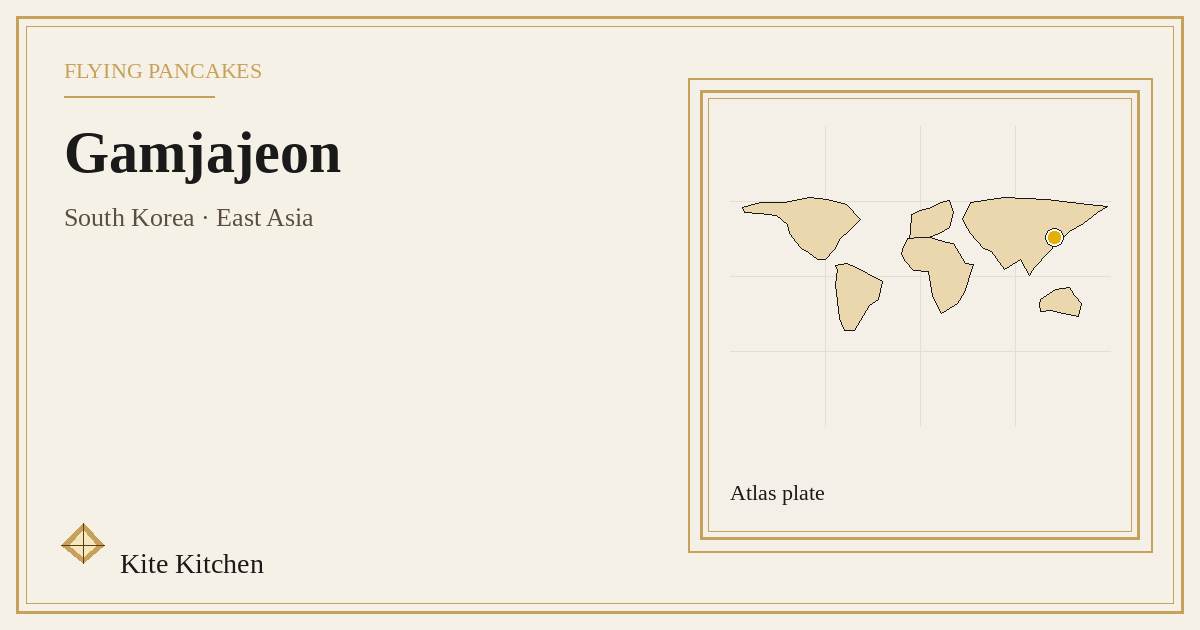 FLYING PANCAKES
Gamjajeon
South Korea · East Asia
Atlas plate
Kite Kitchen